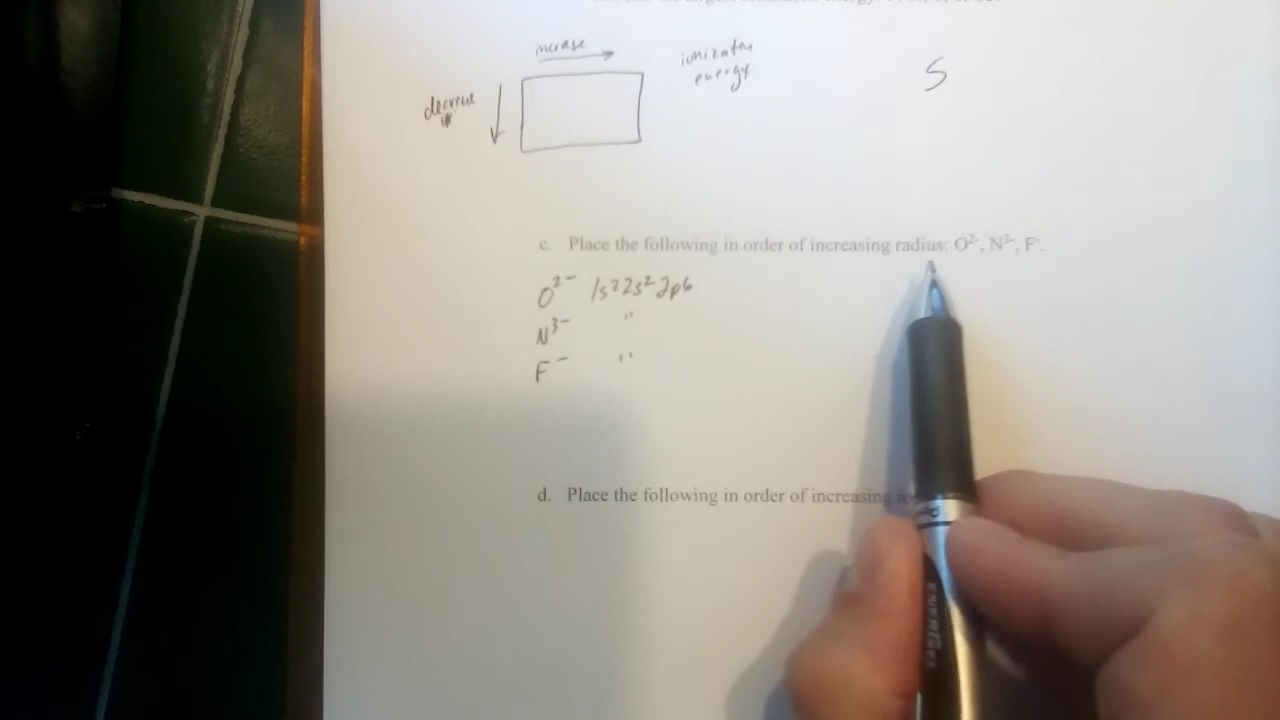 increase
ionization
energy
decrease
S
c. Place the following in order of increasing radius: O²⁻, N³⁻, F⁻.
O²⁻ 1s²2s²2p6
N³⁻ "
F⁻ "
d. Place the following in order of increasing